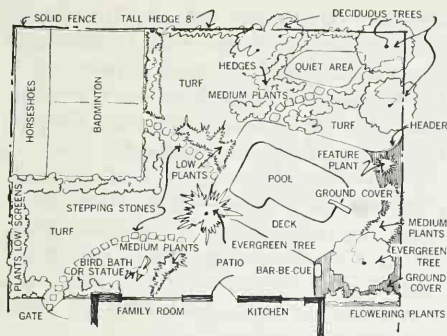 SOLID FENCE
TALL HEDGE 8'
DECIDUOUS TREES
HORSESHOES
BADMINTON
TURF
HEDGES
QUIET AREA
MEDIUM PLANTS
TURF
HEADER
LOW
PLANTS
FEATURE
PLANT
POOL
GROUND COVER
PLANTS LOW SCREENS
STEPPING STONES
DECK
TURF
MEDIUM PLANTS
MEDIUM
PLANTS
BIRD BATH
OR STATUE
EVERGREEN TREE
EVERGREEN
TREE
PATIO
BAR-BE-CUE
GROUND
COVER
GATE
FAMILY ROOM
KITCHEN
FLOWERING PLANTS